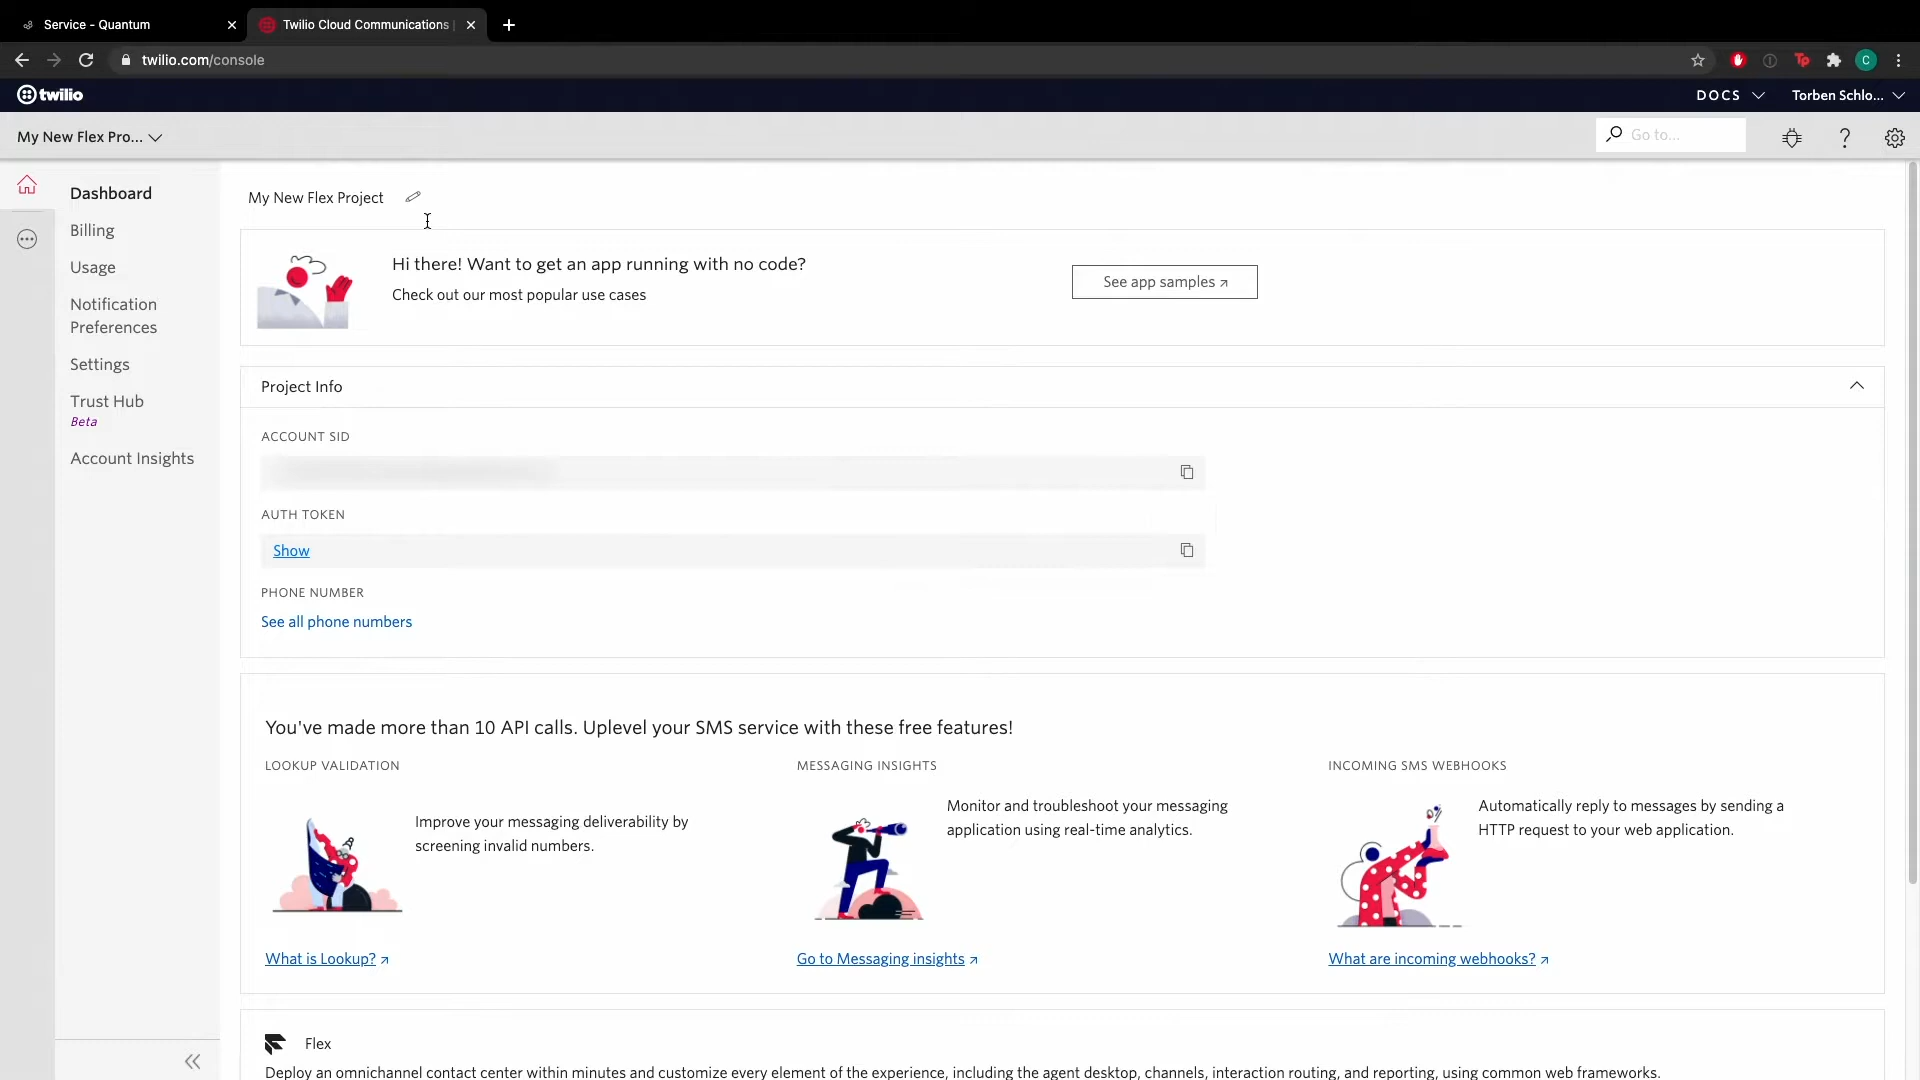 Service - Quantum
Twilio Cloud Communications |
twilio.com/console
Tp
C
twilio
DOCS
Torben Schlo...
My New Flex Pro...
Go to...
?
Dashboard
Billing
Usage
Notification
Preferences
Settings
Trust Hub
Beta
Account Insights
My New Flex Project
Hi there! Want to get an app running with no code?
Check out our most popular use cases
See app samples
Project Info
ACCOUNT SID
AUTH TOKEN
Show
PHONE NUMBER
See all phone numbers
You've made more than 10 API calls. Uplevel your SMS service with these free features!
LOOKUP VALIDATION
Improve your messaging deliverability by
screening invalid numbers.
What is Lookup?
MESSAGING INSIGHTS
Monitor and troubleshoot your messaging
application using real-time analytics.
Go to Messaging insights
INCOMING SMS WEBHOOKS
Automatically reply to messages by sending a
HTTP request to your web application.
What are incoming webhooks?
Flex
Deploy an omnichannel contact center within minutes and customize every element of the experience, including the agent desktop, channels, interaction routing, and reporting, using common web frameworks.